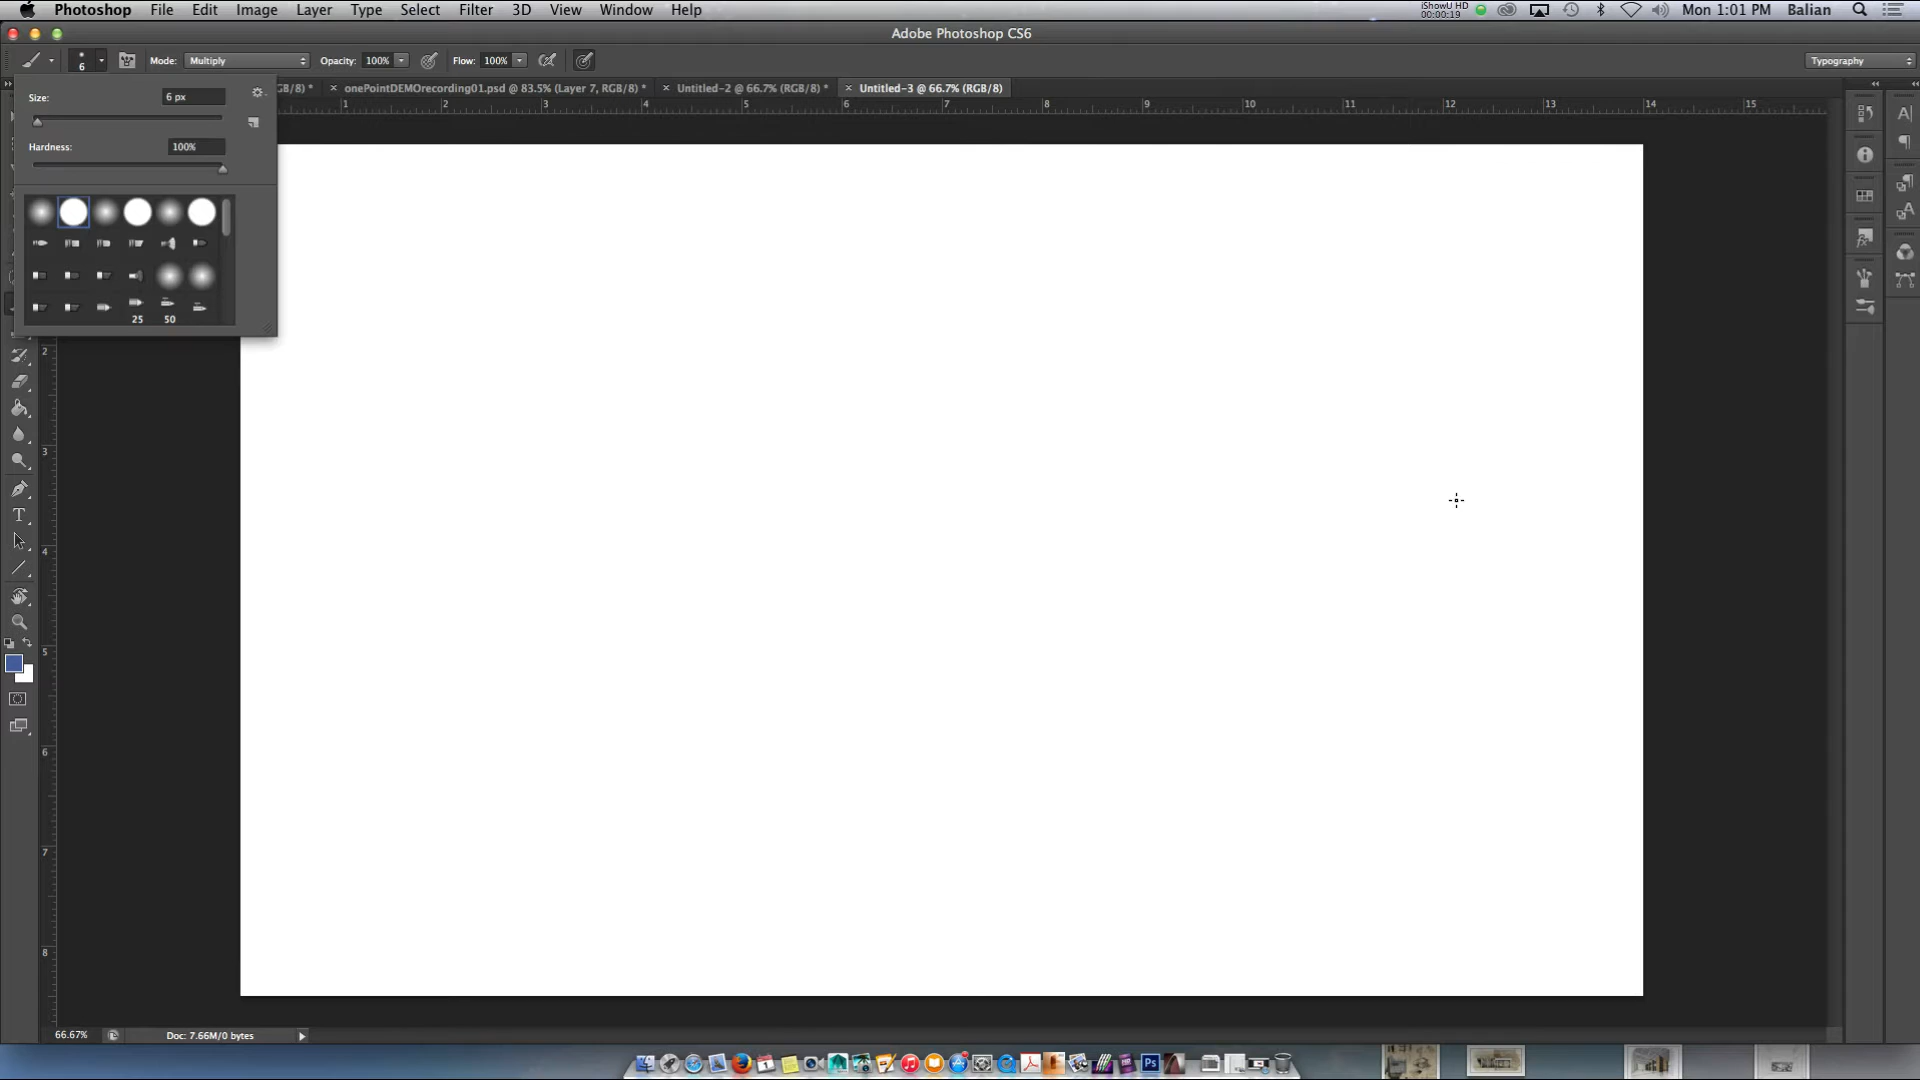 Photoshop File Edit Image Layer Type Select Filter 3D View Window Help iShowU HD 00:00:19 Mon 1:01 PM Balian
Adobe Photoshop CS6
6 Mode: Multiply Opacity: 100% Flow: 100% Typography
GB/8) * × onePointDEMOrecording01.psd @ 83.5% (Layer 7, RGB/8) * × Untitled-2 @ 66.7% (RGB/8) * × Untitled-3 @ 66.7% (RGB/8)
Size: 6 px
1 2 3 4 5 6 7 8 9 10 11 12 13 14 15
Hardness: 100%
25 50
2
3
4
T
5
6
7
8
66.67% Doc: 7.66M/0 bytes
Ps